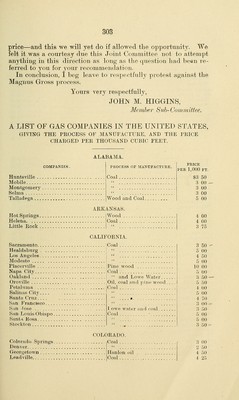 303
price—and this we will yet do if allowed the opportunity. We
felt it was a courtesy due this Joint Committee not to attempt
anything in this direction as long as the question had been re-
ferred to you for your recommendation.
In conclusion, I beg leave to respectfully protest against the
Magnus Gross process.
Yours very respectfully,
JOHN M. HIGGINS,
Member Sub-Committee.
A LIST OF GAS COMPANIES IN THE UNITED STATES,
GIVING THE PROCESS OF MANUFACTURE, AND THE PRICE
CHARGED PER THOUSAND CUBIC FEET.
ALABAMA.
COMPANIES. PROCESS OF MANUFACTURE. PRICE PER 1,000 FT.
Huntsville Coal $3 50
Mobile " 3 00
Montgomery " 3 00
Selma " 3 00
Talladega Wood and Coal 5 00
ARKANSAS.
Hot Springs Wood 4 00
Helena Coal 4 00
Little Rock " 3 75
CALIFORNIA.
Sacramento Coal 3 50
Healdsburg " 5 00
Los Angeles " 4 50
Modesto " 5 00
Placerville Pine wood 10 00
Napa City Coal 5 00
Oakland " and Lowe Water 3 50
Oroville Oil, coal and pine wood 5 50
Petaluma Coal 4 00
Salinas City " 5 00
Santa Cruz " 4 50
San Francisco " 3 00
San Jose Lowe water and coal 3 50
San Louis Obispo Coal 5 00
Santa Rosa " 5 00
Stockton " 3 50
COLORADO.
Colorado Springs Coal 3 00
Denver " 2 50
Georgetown Hanlon oil 4 50
Leadville Coal 4 25